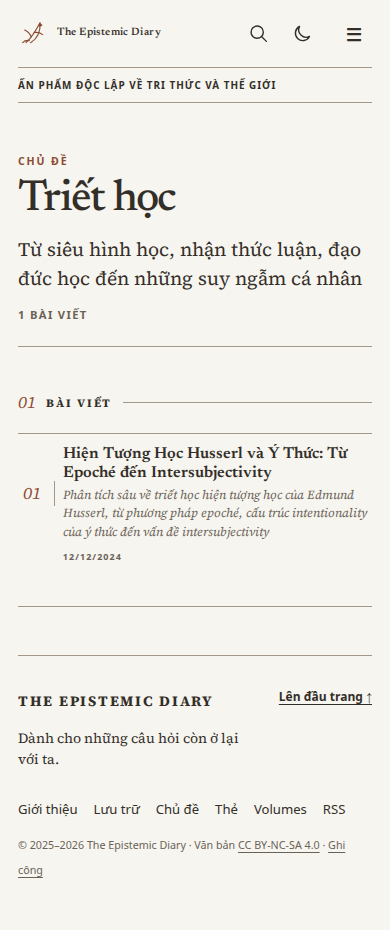 The Epistemic Diary
ẤN PHẨM ĐỘC LẬP VỀ TRI THỨC VÀ THẾ GIỚI
CHỦ ĐỀ
Triết học
Từ siêu hình học, nhận thức luận, đạo
đức học đến những suy ngẫm cá nhân
1 BÀI VIẾT
01 BÀI VIẾT
Hiện Tượng Học Husserl và Ý Thức: Từ
Epoché đến Intersubjectivity
01
Phân tích sâu về triết học hiện tượng học của Edmund
Husserl, từ phương pháp epoché, cấu trúc intentionality
của ý thức đến vấn đề intersubjectivity
12/12/2024
THE EPISTEMIC DIARY
Lên đầu trang ↑
Dành cho những câu hỏi còn ở lại
với ta.
Giới thiệu Lưu trữ Chủ đề Thẻ Volumes RSS
© 2025–2026 The Epistemic Diary · Văn bản CC BY-NC-SA 4.0 · Ghi
công